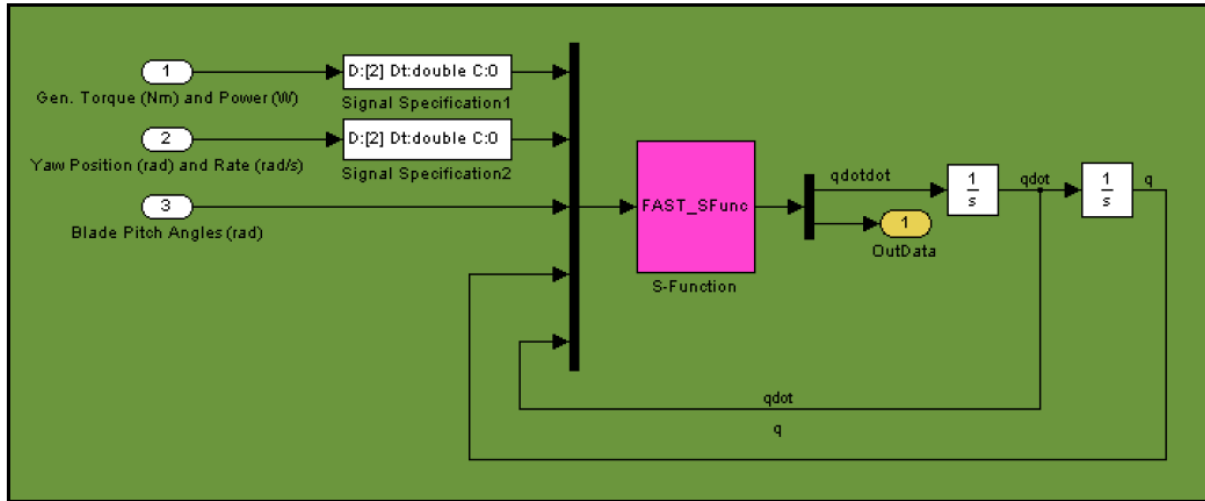 1
D:[2] Dt:double C:0
Gen. Torque (Nm) and Power (W)
Signal Specification1
2
D:[2] Dt:double C:0
Yaw Position (rad) and Rate (rad/s)
Signal Specification2
3
Blade Pitch Angles (rad)
FAST_SFunc
S-Function
qdotdot
1
OutData
1
s
qdot
1
s
q
qdot
q